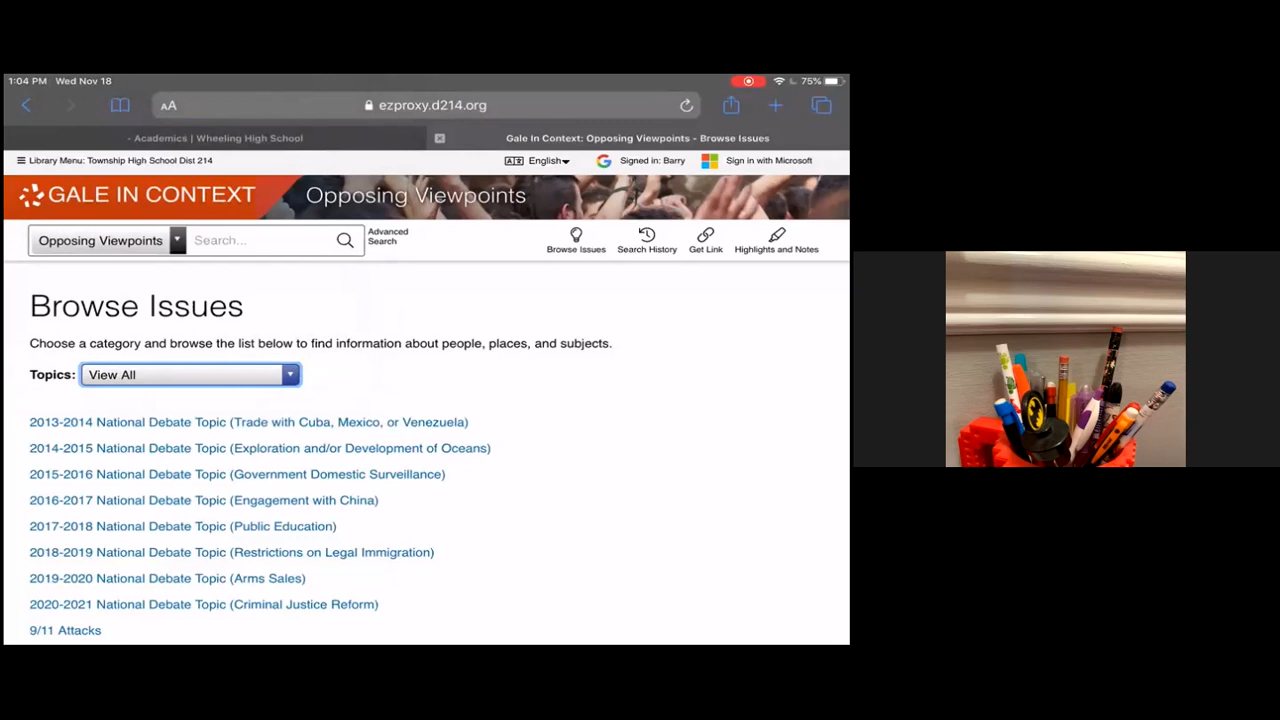 1:04 PM Wed Nov 18
75%
AA
ezproxy.d214.org
- Academics | Wheeling High School
Gale In Context: Opposing Viewpoints - Browse Issues
Library Menu: Township High School Dist 214
English
Signed in: Barry
Sign in with Microsoft
GALE IN CONTEXT
Opposing Viewpoints
Opposing Viewpoints
Search...
Advanced
Search
Browse Issues
Search History
Get Link
Highlights and Notes
Browse Issues
Choose a category and browse the list below to find information about people, places, and subjects.
Topics: View All
2013-2014 National Debate Topic (Trade with Cuba, Mexico, or Venezuela)
2014-2015 National Debate Topic (Exploration and/or Development of Oceans)
2015-2016 National Debate Topic (Government Domestic Surveillance)
2016-2017 National Debate Topic (Engagement with China)
2017-2018 National Debate Topic (Public Education)
2018-2019 National Debate Topic (Restrictions on Legal Immigration)
2019-2020 National Debate Topic (Arms Sales)
2020-2021 National Debate Topic (Criminal Justice Reform)
9/11 Attacks